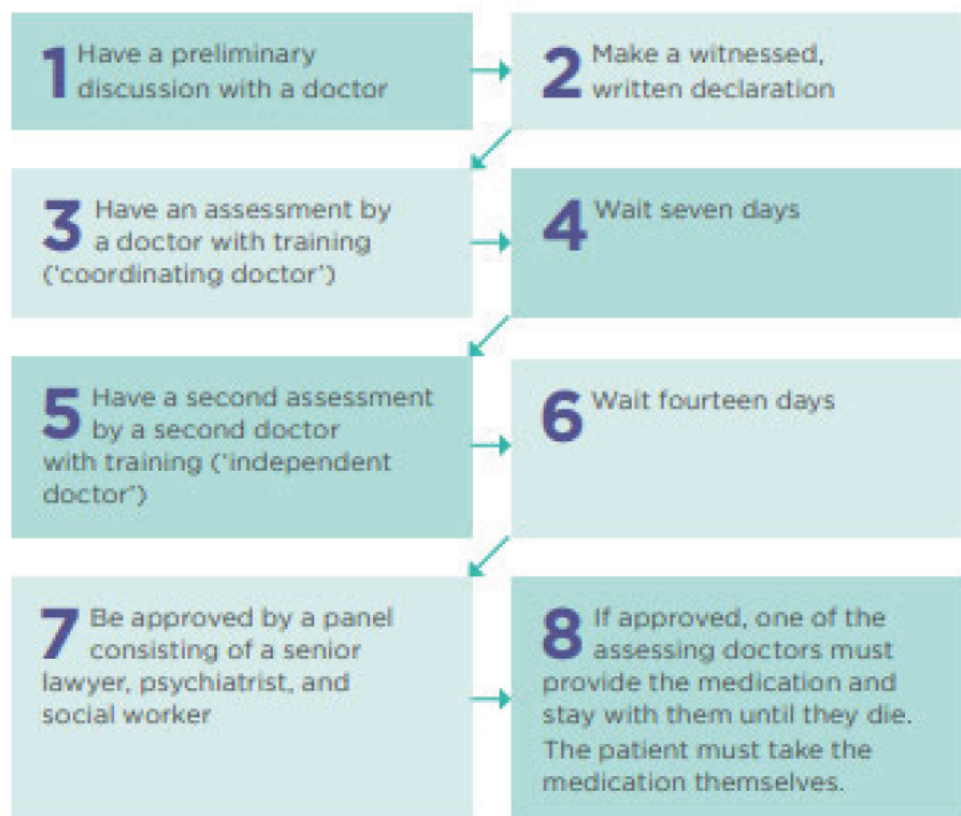 1 Have a preliminary
discussion with a doctor
2 Make a witnessed,
written declaration
3 Have an assessment by
a doctor with training
('coordinating doctor')
4 Wait seven days
5 Have a second assessment
by a second doctor
with training ('independent
doctor')
6 Wait fourteen days
7 Be approved by a panel
consisting of a senior
lawyer, psychiatrist, and
social worker
8 If approved, one of the
assessing doctors must
provide the medication and
stay with them until they die.
The patient must take the
medication themselves.